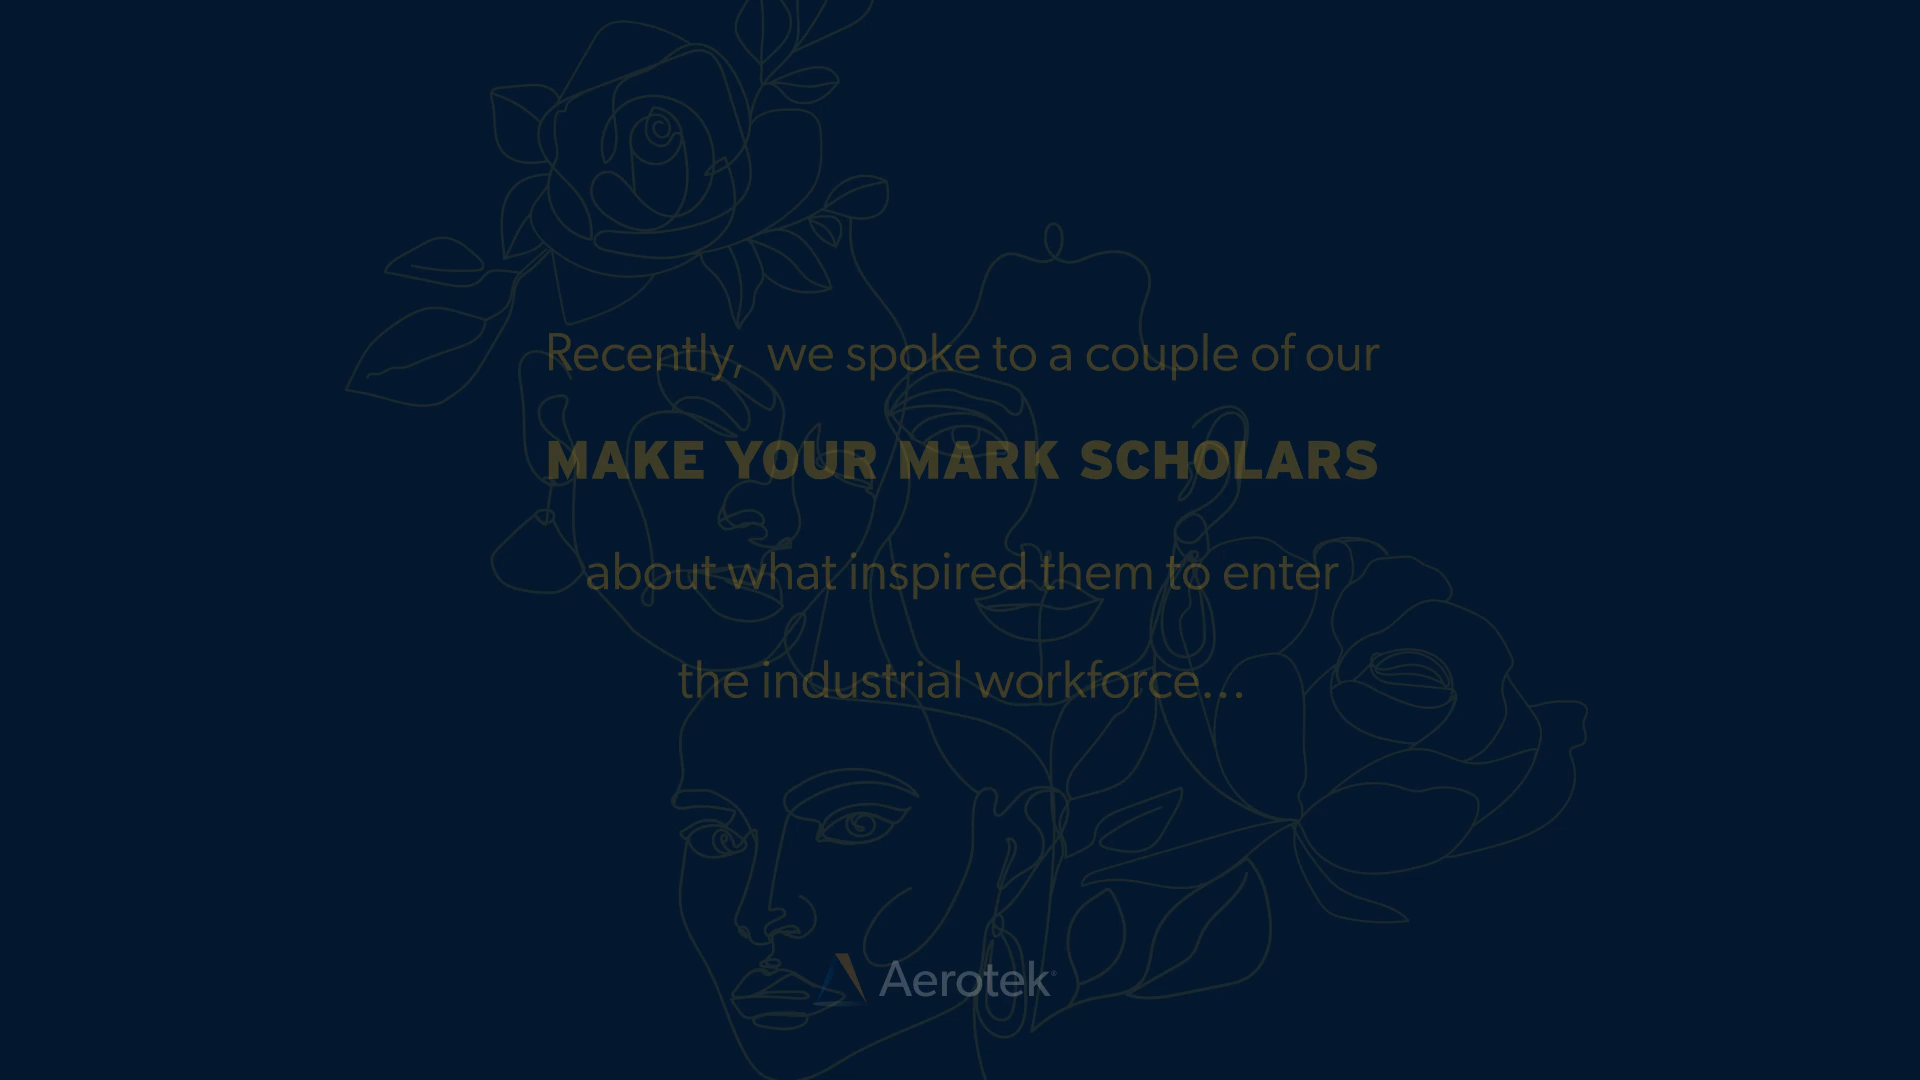 Recently, we spoke to a couple of our
MAKE YOUR MARK SCHOLARS
about what inspired them to enter
the industrial workforce...
Aerotek